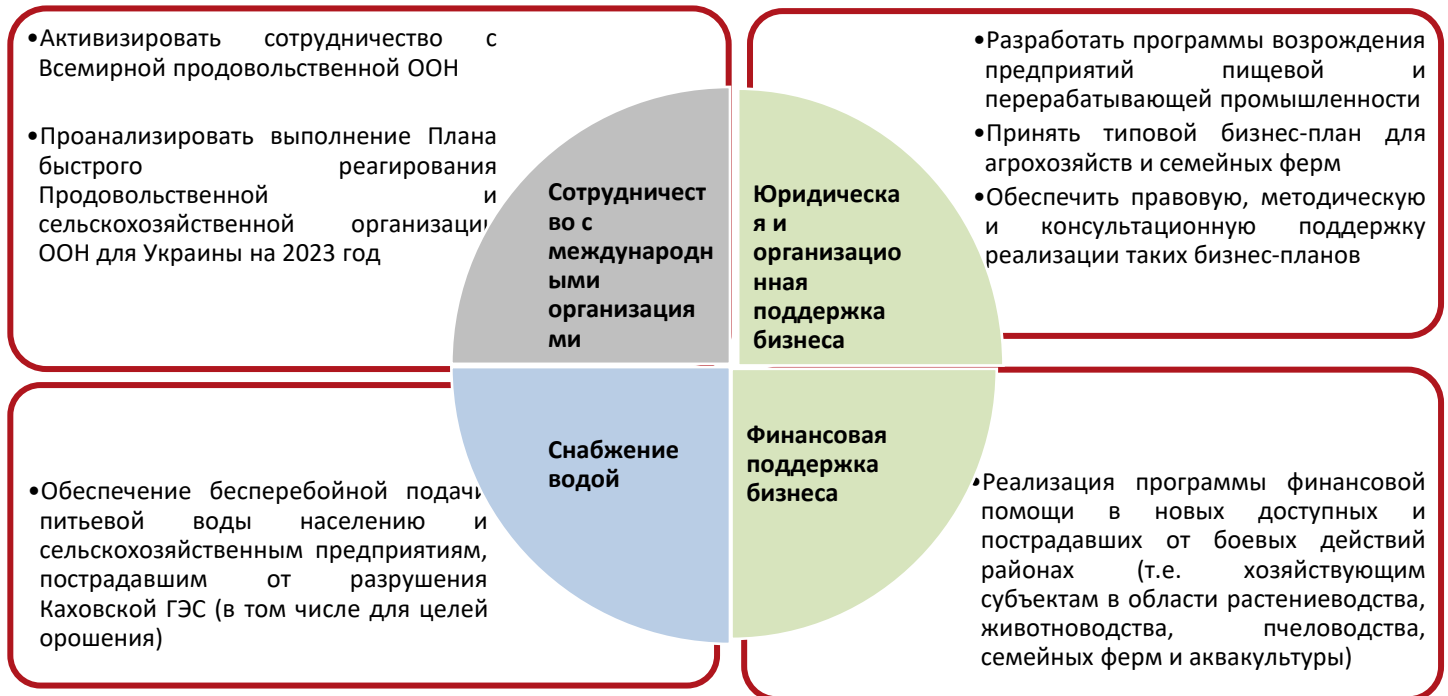 •Активизировать сотрудничество с
Всемирной продовольственной ООН
•Проанализировать выполнение Плана
быстрого реагирования
Продовольственной и
сельскохозяйственной организации
ООН для Украины на 2023 год
•Разработать программы возрождения
предприятий пищевой и
перерабатывающей промышленности
•Принять типовой бизнес-план для
агрохозяйств и семейных ферм
•Обеспечить правовую, методическую
и консультационную поддержку
реализации таких бизнес-планов
Сотрудничест
во с
международн
ыми
организация
ми
Юридическа
я и
организацио
нная
поддержка
бизнеса
Снабжение
водой
Финансовая
поддержка
бизнеса
•Обеспечение бесперебойной подачи
питьевой воды населению и
сельскохозяйственным предприятиям,
пострадавшим от разрушения
Каховской ГЭС (в том числе для целей
орошения)
•Реализация программы финансовой
помощи в новых доступных и
пострадавших от боевых действий
районах (т.е. хозяйствующим
субъектам в области растениеводства,
животноводства, пчеловодства,
семейных ферм и аквакультуры)